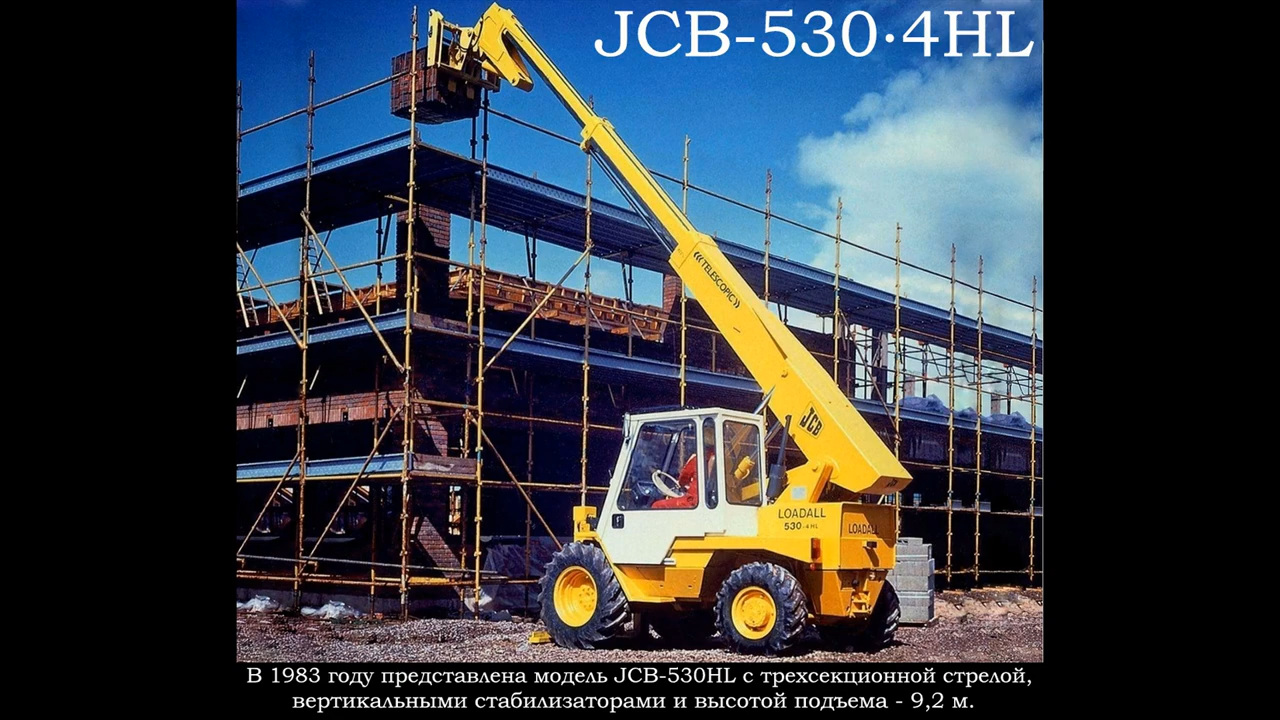 JCB-530·4HL
(((TELESCOPIC)))
JCB
LOADALL
530-4HL
LOADALL
В 1983 году представлена модель JCB-530HL с трехсекционной стрелой,
вертикальными стабилизаторами и высотой подъема - 9,2 м.